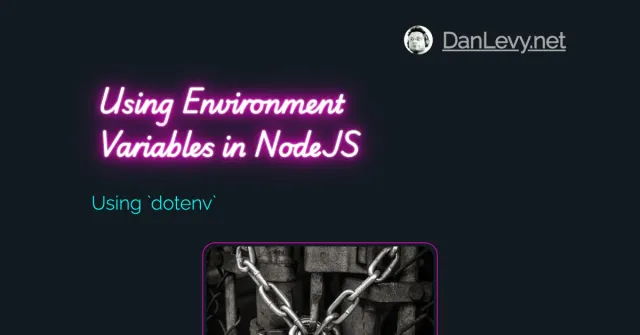 DanLevy.net
Using Environment
Variables in NodeJS
Using `dotenv`